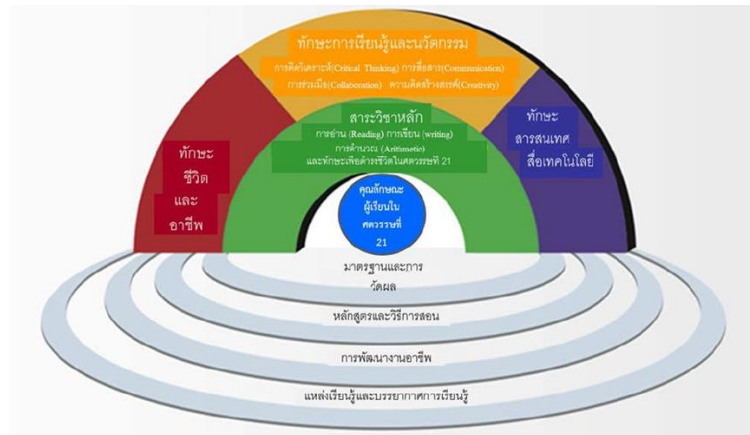 ทักษะการเรียนรู้และนวัตกรรม
การคิดวิเคราะห์(Critical Thinking) การสื่อสาร(Communication)
การร่วมมือ(Collaboration) ความคิดสร้างสรรค์(Creativity)
สาระวิชาหลัก
การอ่าน (Reading) การเขียน (writing)
การคำนวณ (Arithmetic)
และทักษะเพื่อดำรงชีวิตในศตวรรษที่ 21
ทักษะ
ชีวิต
และ
อาชีพ
ทักษะ
สารสนเทศ
สื่อเทคโนโลยี
คุณลักษณะ
ผู้เรียนใน
ศตวรรษที่
21
มาตรฐานและการ
วัดผล
หลักสูตรและวิธีการสอน
การพัฒนางานอาชีพ
แหล่งเรียนรู้และบรรยากาศการเรียนรู้